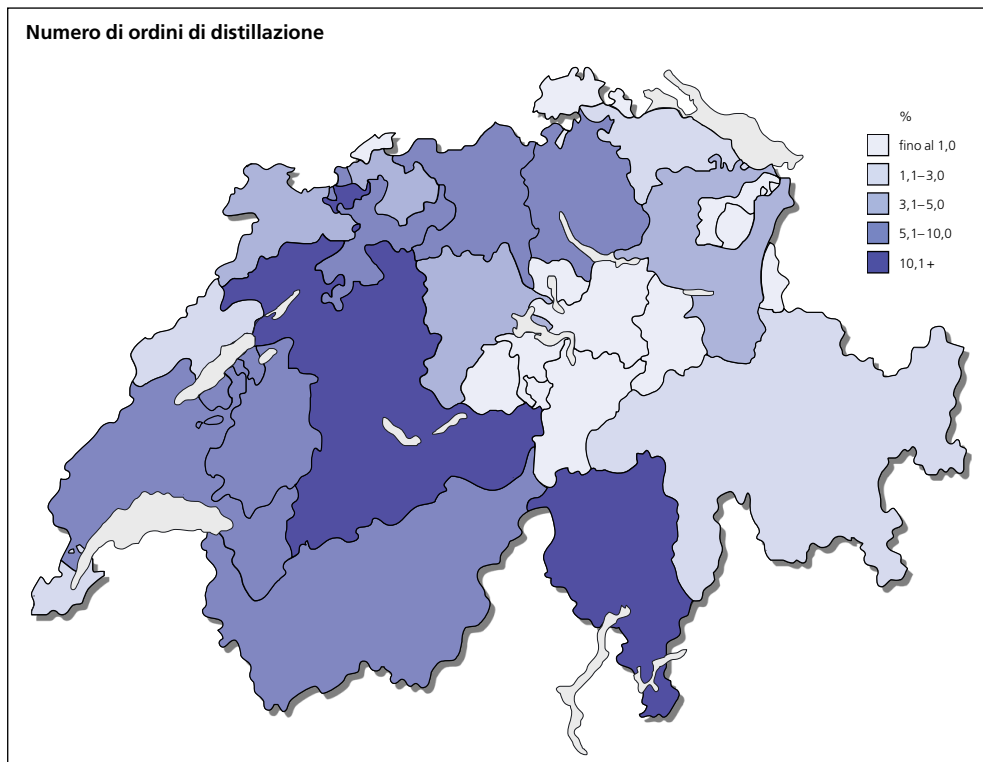 Numero di ordini di distillazione
%
fino al 1,0
1,1–3,0
3,1–5,0
5,1–10,0
10,1+